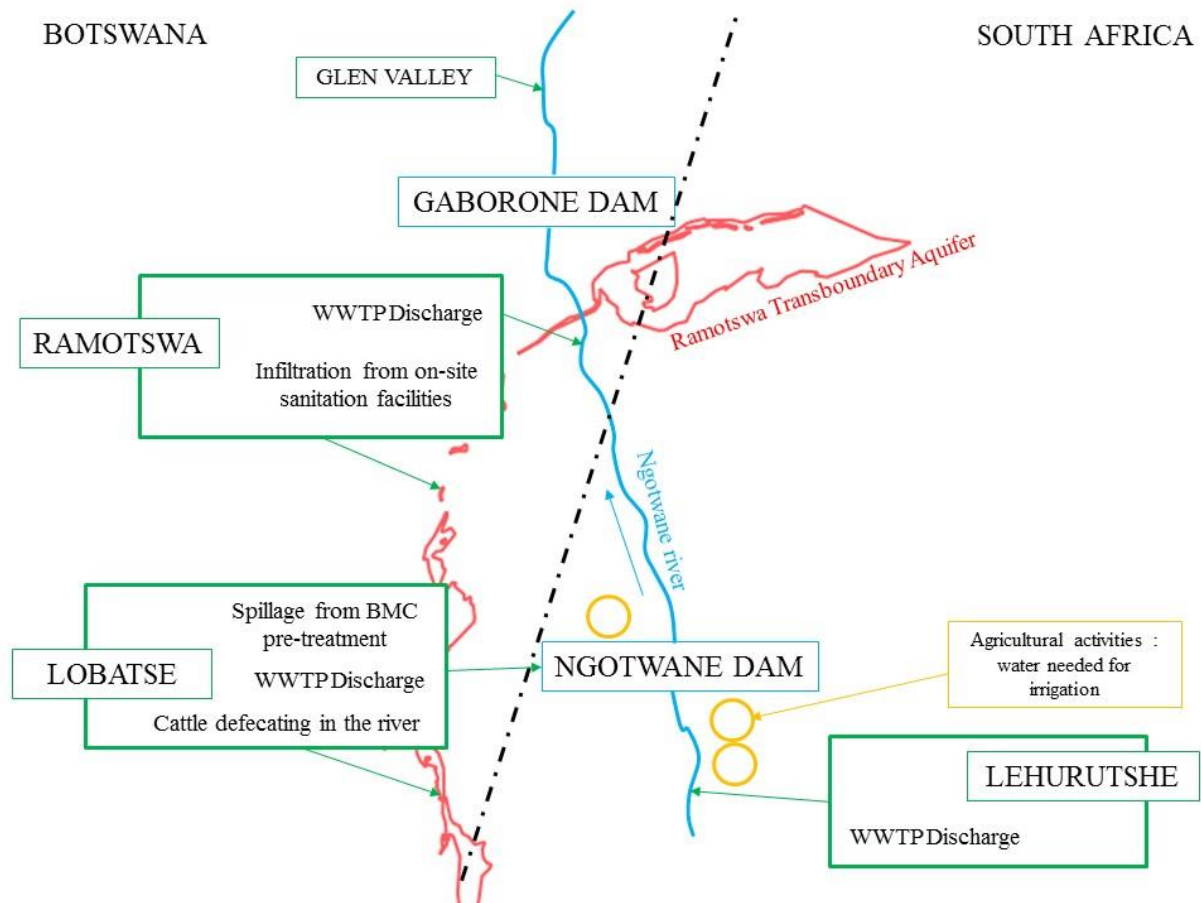 BOTSWANA
SOUTH AFRICA
GLEN VALLEY
GABORONE DAM
Ramotswa Transboundary Aquifer
RAMOTSWA
WWTP Discharge
Infiltration from on-site
sanitation facilities
Ngotwane river
LOBATSE
Spillage from BMC
pre-treatment
WWTP Discharge
Cattle defecating in the river
NGOTWANE DAM
Agricultural activities :
water needed for
irrigation
LEHURUTSHE
WWTP Discharge